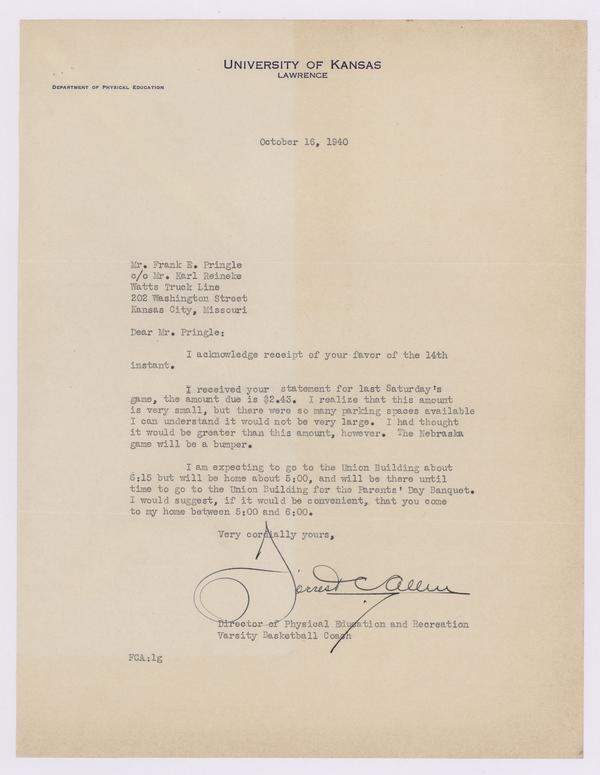 UNIVERSITY OF KANSAS
LAWRENCE
DEPARTMENT OF PHYSICAL EDUCATION
October 16, 1940
Mr. Frank E. Pringle
c/o Mr. Karl Reineke
Watts Truck Line
202 Washington Street
Kansas City, Missouri
Dear Mr. Pringle:
I acknowledge receipt of your favor of the 14th
instant.
I received your statement for last Saturday's
game, the amount due is $2.43. I realize that this amount
is very small, but there were so many parking spaces available
I can understand it would not be very large. I had thought
it would be greater than this amount, however. The Nebraska
game will be a bumper.
I am expecting to go to the Union Building about
6:15 but will be home about 5:00, and will be there until
time to go to the Union Building for the Parents' Day Banquet.
I would suggest, if it would be convenient, that you come
to my home between 5:00 and 6:00.
Very cordially yours,
Forrest C. Allen
Director of Physical Education and Recreation
Varsity Basketball Coach
FCA:lg